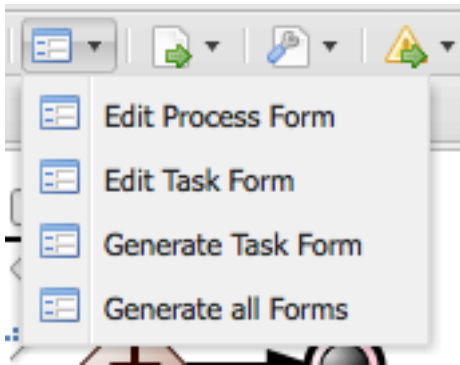 Edit Process Form
Edit Task Form
Generate Task Form
Generate all Forms